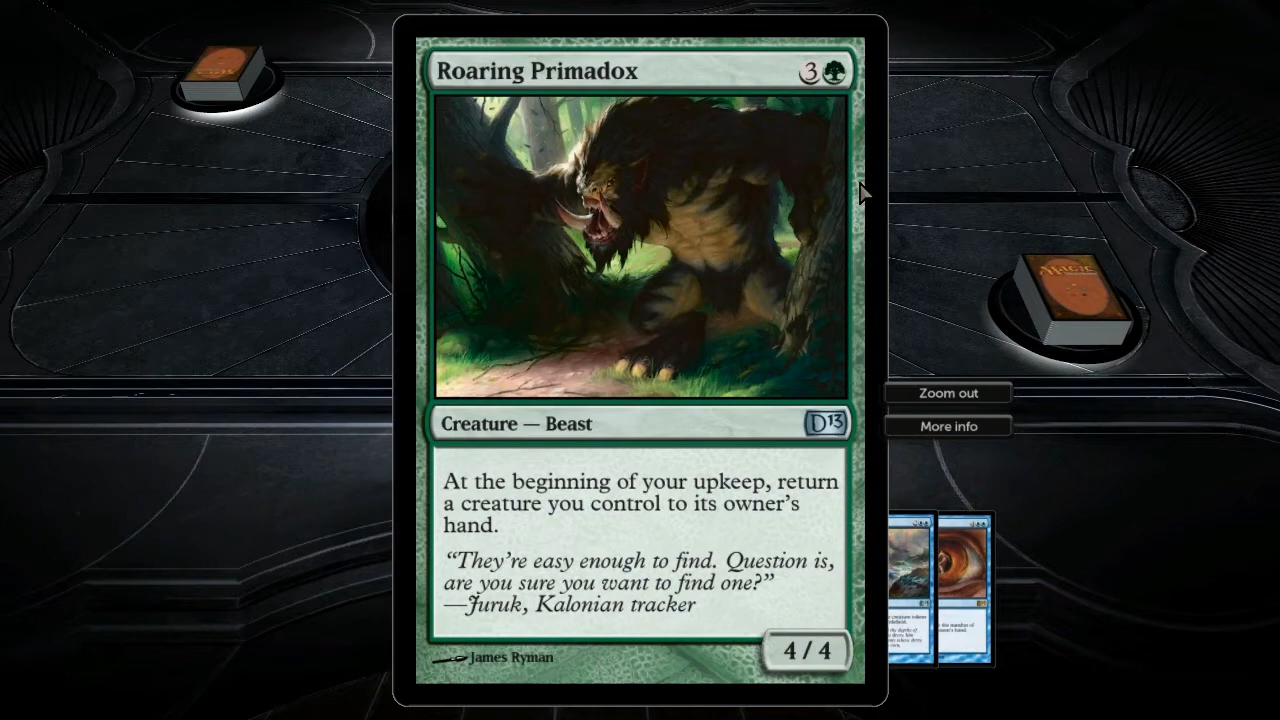 Roaring Primadox
3
Creature — Beast
D13
At the beginning of your upkeep, return
a creature you control to its owner's
hand.
"They're easy enough to find. Question is,
are you sure you want to find one?"
—Juruk, Kalonian tracker
James Ryman
4 / 4
MAGIC
Zoom out
More info